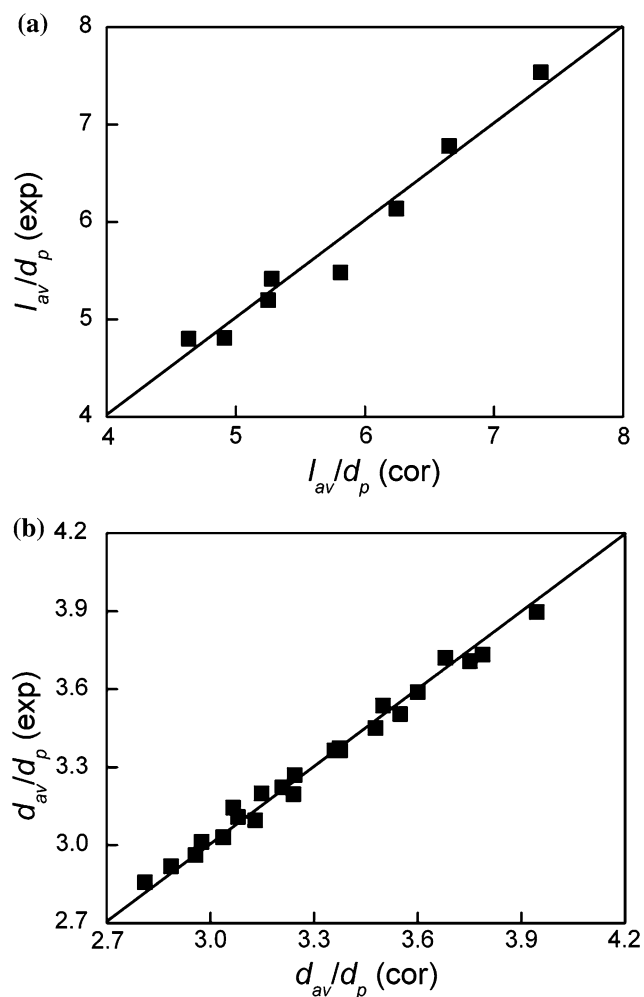 (a)
8
7
6
5
4
l_av/d_p (exp)
4 5 6 7 8
l_av/d_p (cor)
(b)
4.2
3.9
3.6
3.3
3.0
2.7
d_av/d_p (exp)
2.7 3.0 3.3 3.6 3.9 4.2
d_av/d_p (cor)